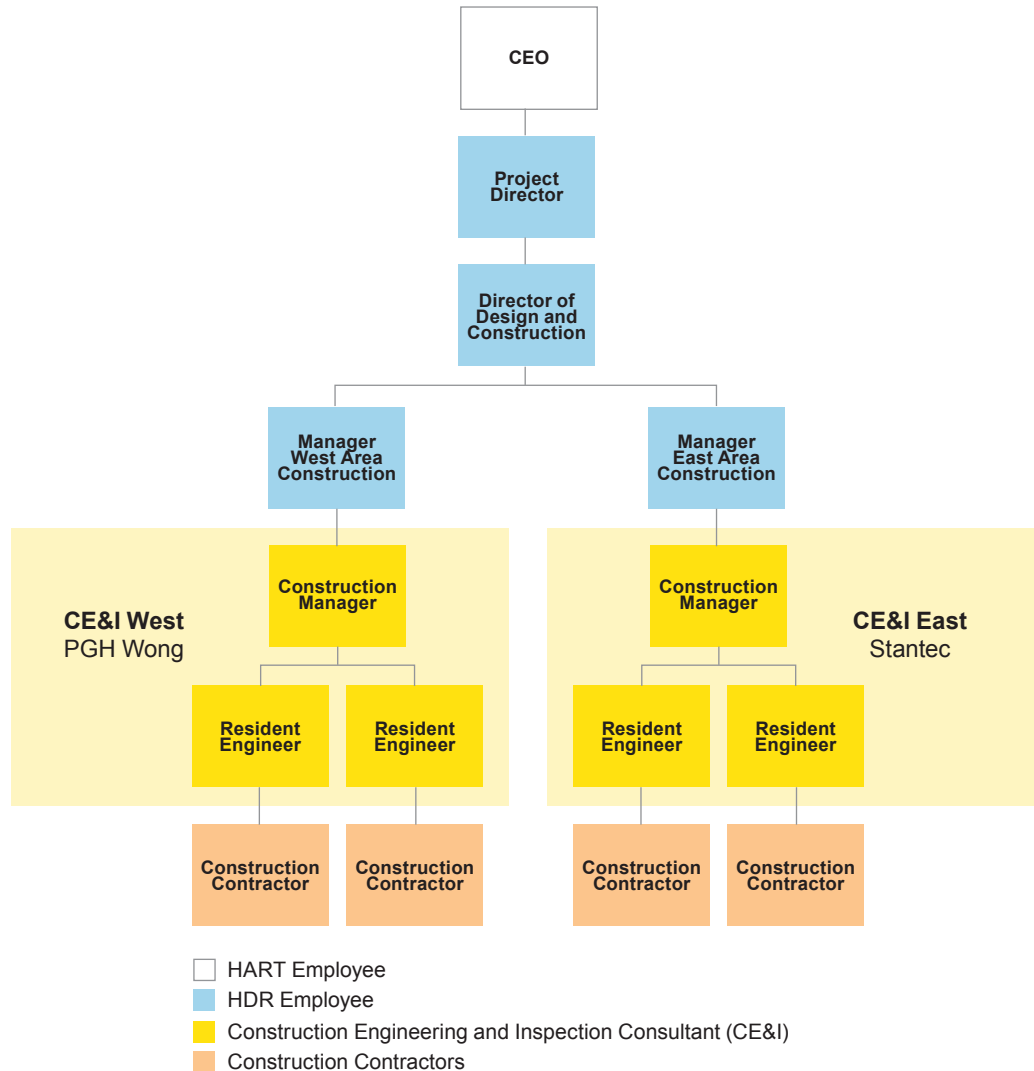 CEO
Project
Director
Director of
Design and
Construction
Manager
West Area
Construction
Manager
East Area
Construction
CE&I West
PGH Wong
Construction
Manager
Construction
Manager
CE&I East
Stantec
Resident
Engineer
Resident
Engineer
Resident
Engineer
Resident
Engineer
Construction
Contractor
Construction
Contractor
Construction
Contractor
Construction
Contractor
HART Employee
HDR Employee
Construction Engineering and Inspection Consultant (CE&I)
Construction Contractors